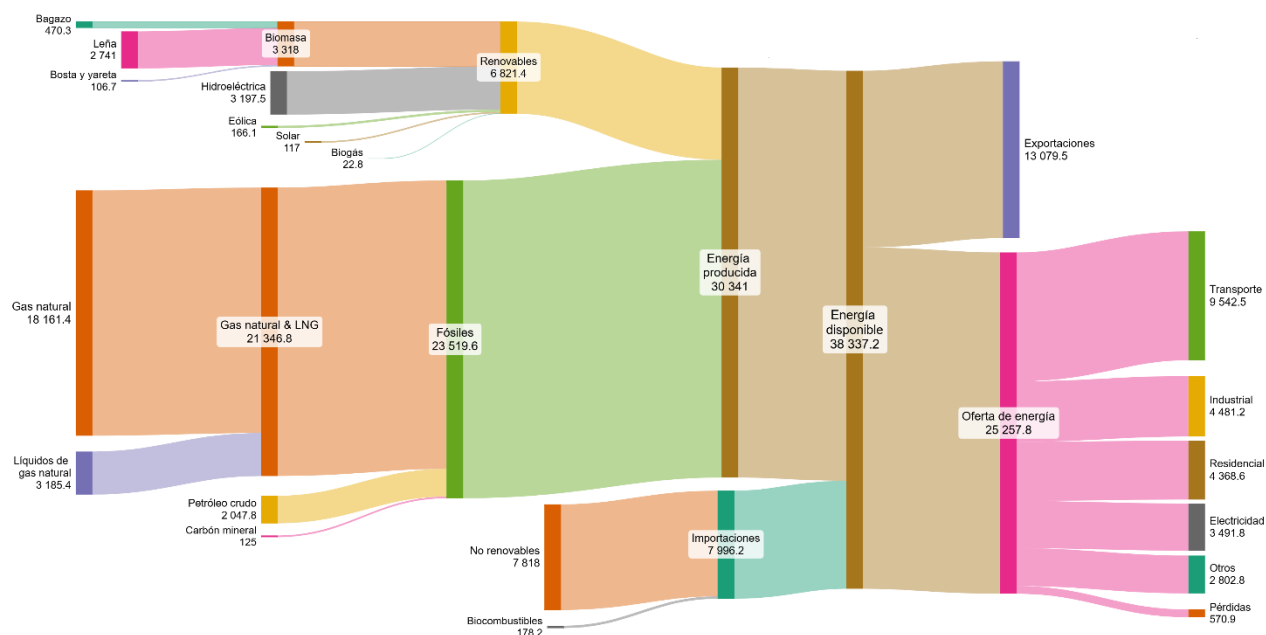 Bagazo
470.3
Leña
2 741
Bosta y yareta
106.7
Biomasa
3 318
Hidroeléctrica
3 197.5
Eólica
166.1
Solar
117
Biogás
22.8
Renovables
6 821.4
Gas natural
18 161.4
Líquidos de
gas natural
3 185.4
Gas natural & LNG
21 346.8
Petróleo crudo
2 047.8
Carbón mineral
125
Fósiles
23 519.6
No renovables
7 818
Biocombustibles
178.2
Energía
producida
30 341
Importaciones
7 996.2
Energía
disponible
38 337.2
Exportaciones
13 079.5
Oferta de energía
25 257.8
Transporte
9 542.5
Industrial
4 481.2
Residencial
4 368.6
Electricidad
3 491.8
Otros
2 802.8
Pérdidas
570.9